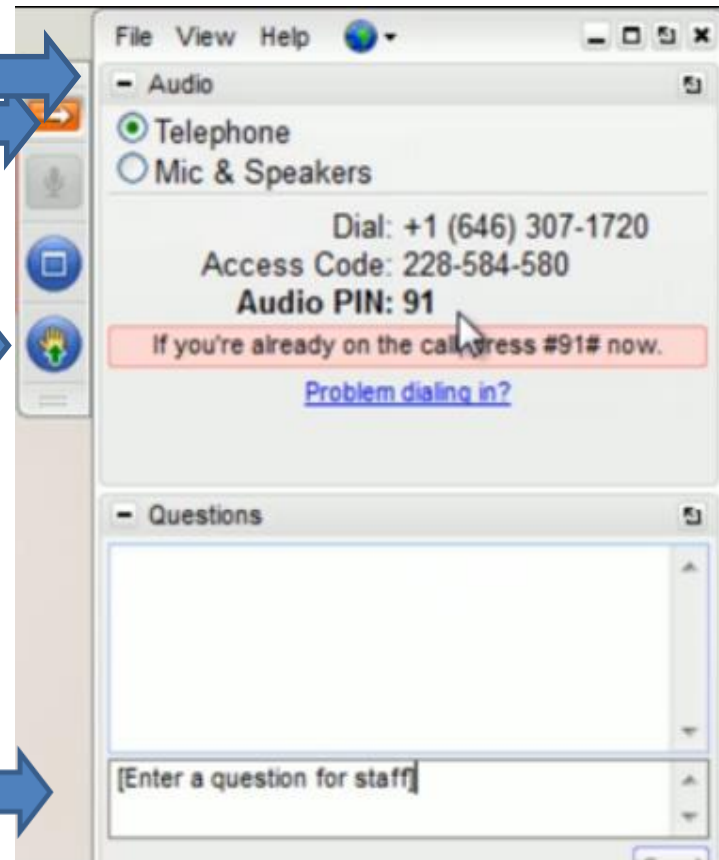 File View Help
Audio
Telephone
Mic & Speakers
Dial: +1 (646) 307-1720
Access Code: 228-584-580
Audio PIN: 91
If you're already on the call press #91# now.
Problem dialing in?
Questions
[Enter a question for staff]